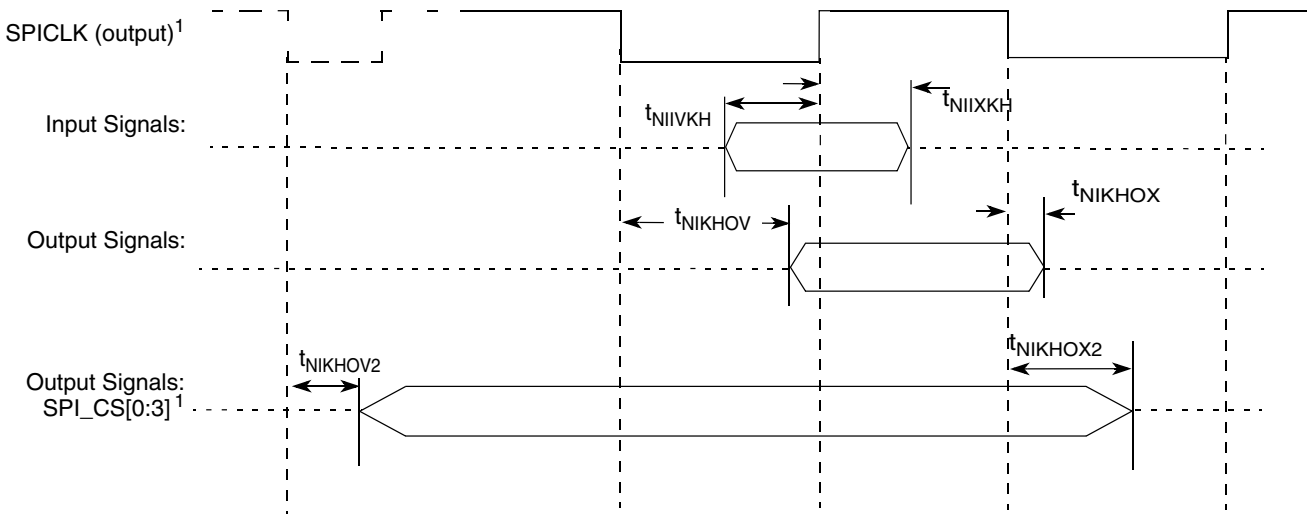 SPICLK (output)1
tNIIVKH
tNIIXKH
Input Signals:
tNIKHOX
tNIKHOV
Output Signals:
tNIKHOV2
tNIKHOX2
Output Signals:
SPI_CS[0:3] 1